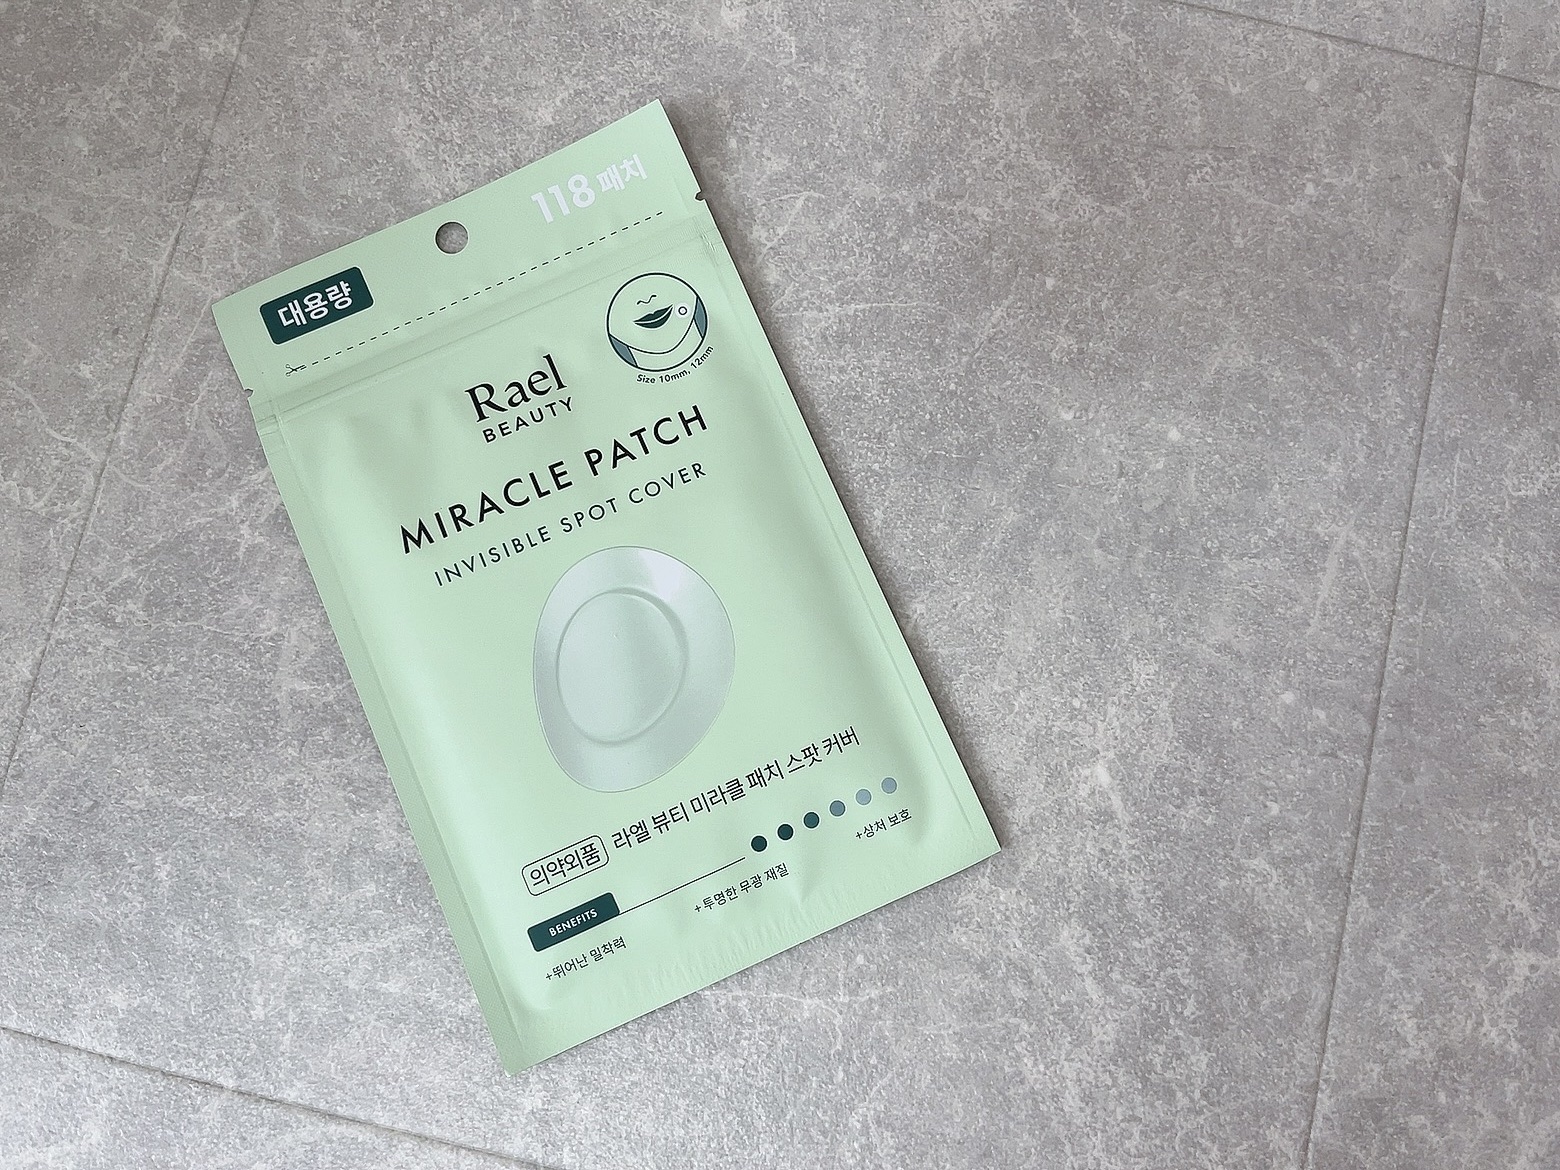 118 패치
대용량
Size 10mm, 12mm
Rael
BEAUTY
MIRACLE PATCH
INVISIBLE SPOT COVER
의약외품 라엘 뷰티 미라클 패치 스팟 커버
BENEFITS
+뛰어난 밀착력
+투명한 무광 재질
+상처 보호